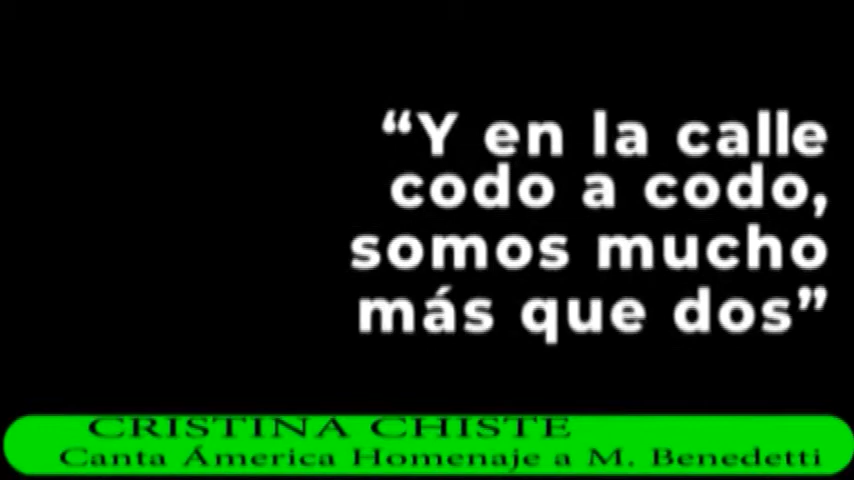 “Y en la calle
codo a codo,
somos mucho
más que dos”
CRISTINA CHISTE
Canta Ámerica Homenaje a M. Benedetti